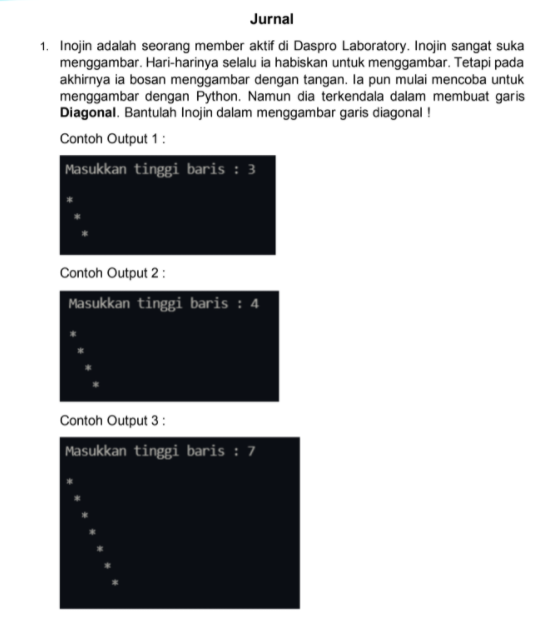 Jurnal
1. Inojin adalah seorang member aktif di Daspro Laboratory. Inojin sangat suka
menggambar. Hari-harinya selalu ia habiskan untuk menggambar. Tetapi pada
akhirnya ia bosan menggambar dengan tangan. Ia pun mulai mencoba untuk
menggambar dengan Python. Namun dia terkendala dalam membuat garis
Diagonal. Bantulah Inojin dalam menggambar garis diagonal !
Contoh Output 1 :
Masukkan tinggi baris : 3
*
 *
  *
Contoh Output 2 :
Masukkan tinggi baris : 4
*
 *
  *
   *
Contoh Output 3 :
Masukkan tinggi baris : 7
*
 *
  *
   *
    *
     *
      *